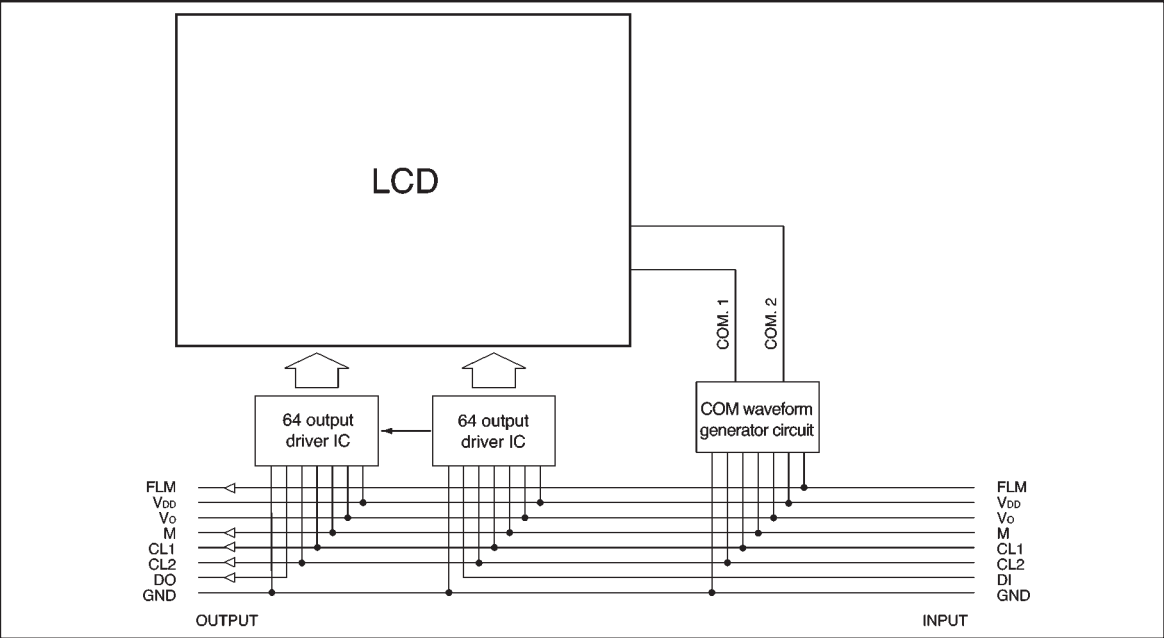 LCD
COM. 1
COM. 2
64 output
driver IC
64 output
driver IC
COM waveform
generator circuit
FLM
VDD
VO
M
CL1
CL2
DO
GND
FLM
VDD
VO
M
CL1
CL2
DI
GND
OUTPUT
INPUT